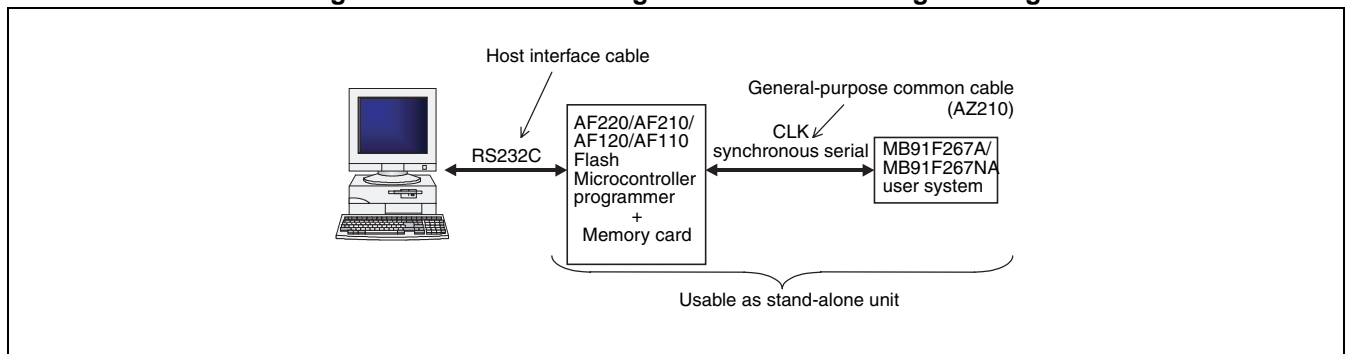 Host interface cable
General-purpose common cable
(AZ210)
RS232C
AF220/AF210/
AF120/AF110
Flash
Microcontroller
programmer
+
Memory card
CLK
synchronous serial
MB91F267A/
MB91F267NA
user system
Usable as stand-alone unit